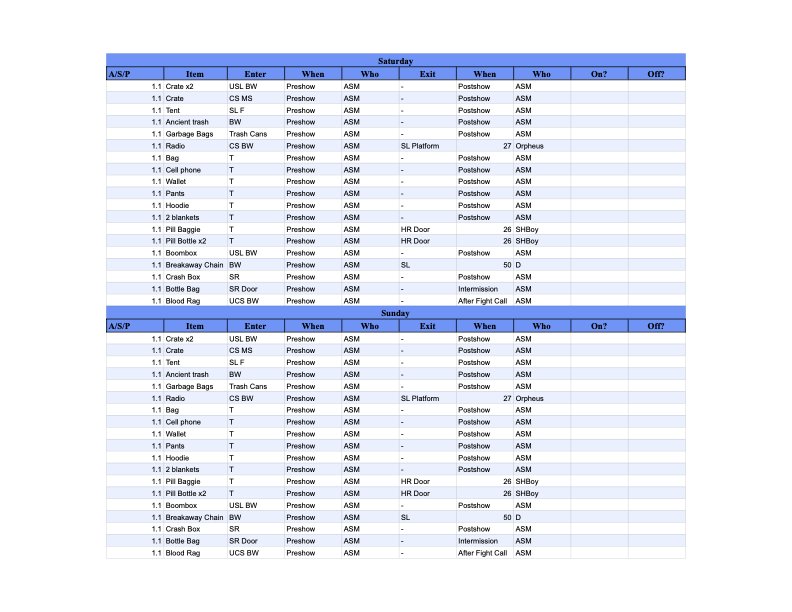 Saturday
A/S/P Item Enter When Who Exit When Who On? Off?
1.1 Crate x2 USL BW Preshow ASM - Postshow ASM
1.1 Crate CS MS Preshow ASM - Postshow ASM
1.1 Tent SL F Preshow ASM - Postshow ASM
1.1 Ancient trash BW Preshow ASM - Postshow ASM
1.1 Garbage Bags Trash Cans Preshow ASM - Postshow ASM
1.1 Radio CS BW Preshow ASM SL Platform 27 Orpheus
1.1 Bag T Preshow ASM - Postshow ASM
1.1 Cell phone T Preshow ASM - Postshow ASM
1.1 Wallet T Preshow ASM - Postshow ASM
1.1 Pants T Preshow ASM - Postshow ASM
1.1 Hoodie T Preshow ASM - Postshow ASM
1.1 2 blankets T Preshow ASM - Postshow ASM
1.1 Pill Baggie T Preshow ASM HR Door 26 SHBoy
1.1 Pill Bottle x2 T Preshow ASM HR Door 26 SHBoy
1.1 Boombox USL BW Preshow ASM - Postshow ASM
1.1 Breakaway Chain BW Preshow ASM SL 50 D
1.1 Crash Box SR Preshow ASM - Postshow ASM
1.1 Bottle Bag SR Door Preshow ASM - Intermission ASM
1.1 Blood Rag UCS BW Preshow ASM - After Fight Call ASM
Sunday
A/S/P Item Enter When Who Exit When Who On? Off?
1.1 Crate x2 USL BW Preshow ASM - Postshow ASM
1.1 Crate CS MS Preshow ASM - Postshow ASM
1.1 Tent SL F Preshow ASM - Postshow ASM
1.1 Ancient trash BW Preshow ASM - Postshow ASM
1.1 Garbage Bags Trash Cans Preshow ASM - Postshow ASM
1.1 Radio CS BW Preshow ASM SL Platform 27 Orpheus
1.1 Bag T Preshow ASM - Postshow ASM
1.1 Cell phone T Preshow ASM - Postshow ASM
1.1 Wallet T Preshow ASM - Postshow ASM
1.1 Pants T Preshow ASM - Postshow ASM
1.1 Hoodie T Preshow ASM - Postshow ASM
1.1 2 blankets T Preshow ASM - Postshow ASM
1.1 Pill Baggie T Preshow ASM HR Door 26 SHBoy
1.1 Pill Bottle x2 T Preshow ASM HR Door 26 SHBoy
1.1 Boombox USL BW Preshow ASM - Postshow ASM
1.1 Breakaway Chain BW Preshow ASM SL 50 D
1.1 Crash Box SR Preshow ASM - Postshow ASM
1.1 Bottle Bag SR Door Preshow ASM - Intermission ASM
1.1 Blood Rag UCS BW Preshow ASM - After Fight Call ASM